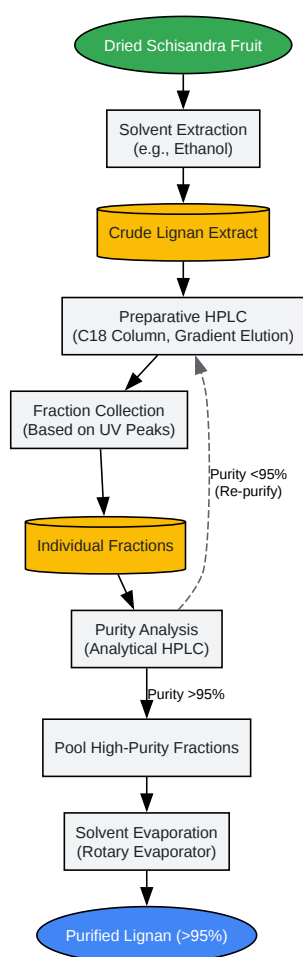 Dried Schisandra Fruit
Solvent Extraction
(e.g., Ethanol)
Crude Lignan Extract
Preparative HPLC
(C18 Column, Gradient Elution)
Fraction Collection
(Based on UV Peaks)
Purity <95%
(Re-purify)
Individual Fractions
Purity Analysis
(Analytical HPLC)
Purity >95%
Pool High-Purity Fractions
Solvent Evaporation
(Rotary Evaporator)
Purified Lignan (>95%)